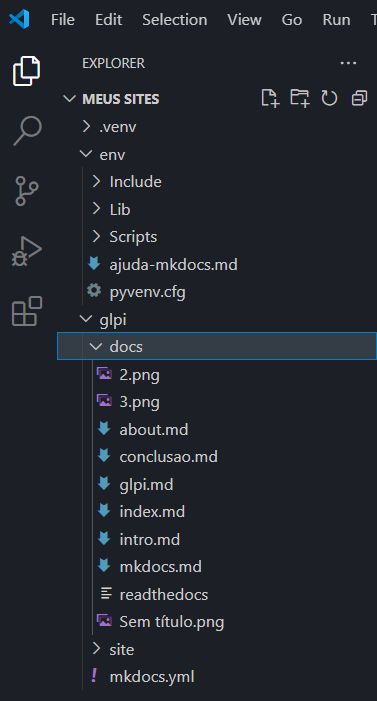 File Edit Selection View Go Run
EXPLORER
MEUS SITES
.venv
env
Include
Lib
Scripts
ajuda-mkdocs.md
pyvenv.cfg
glpi
docs
2.png
3.png
about.md
conclusao.md
glpi.md
index.md
intro.md
mkdocs.md
readthedocs
Sem título.png
site
mkdocs.yml